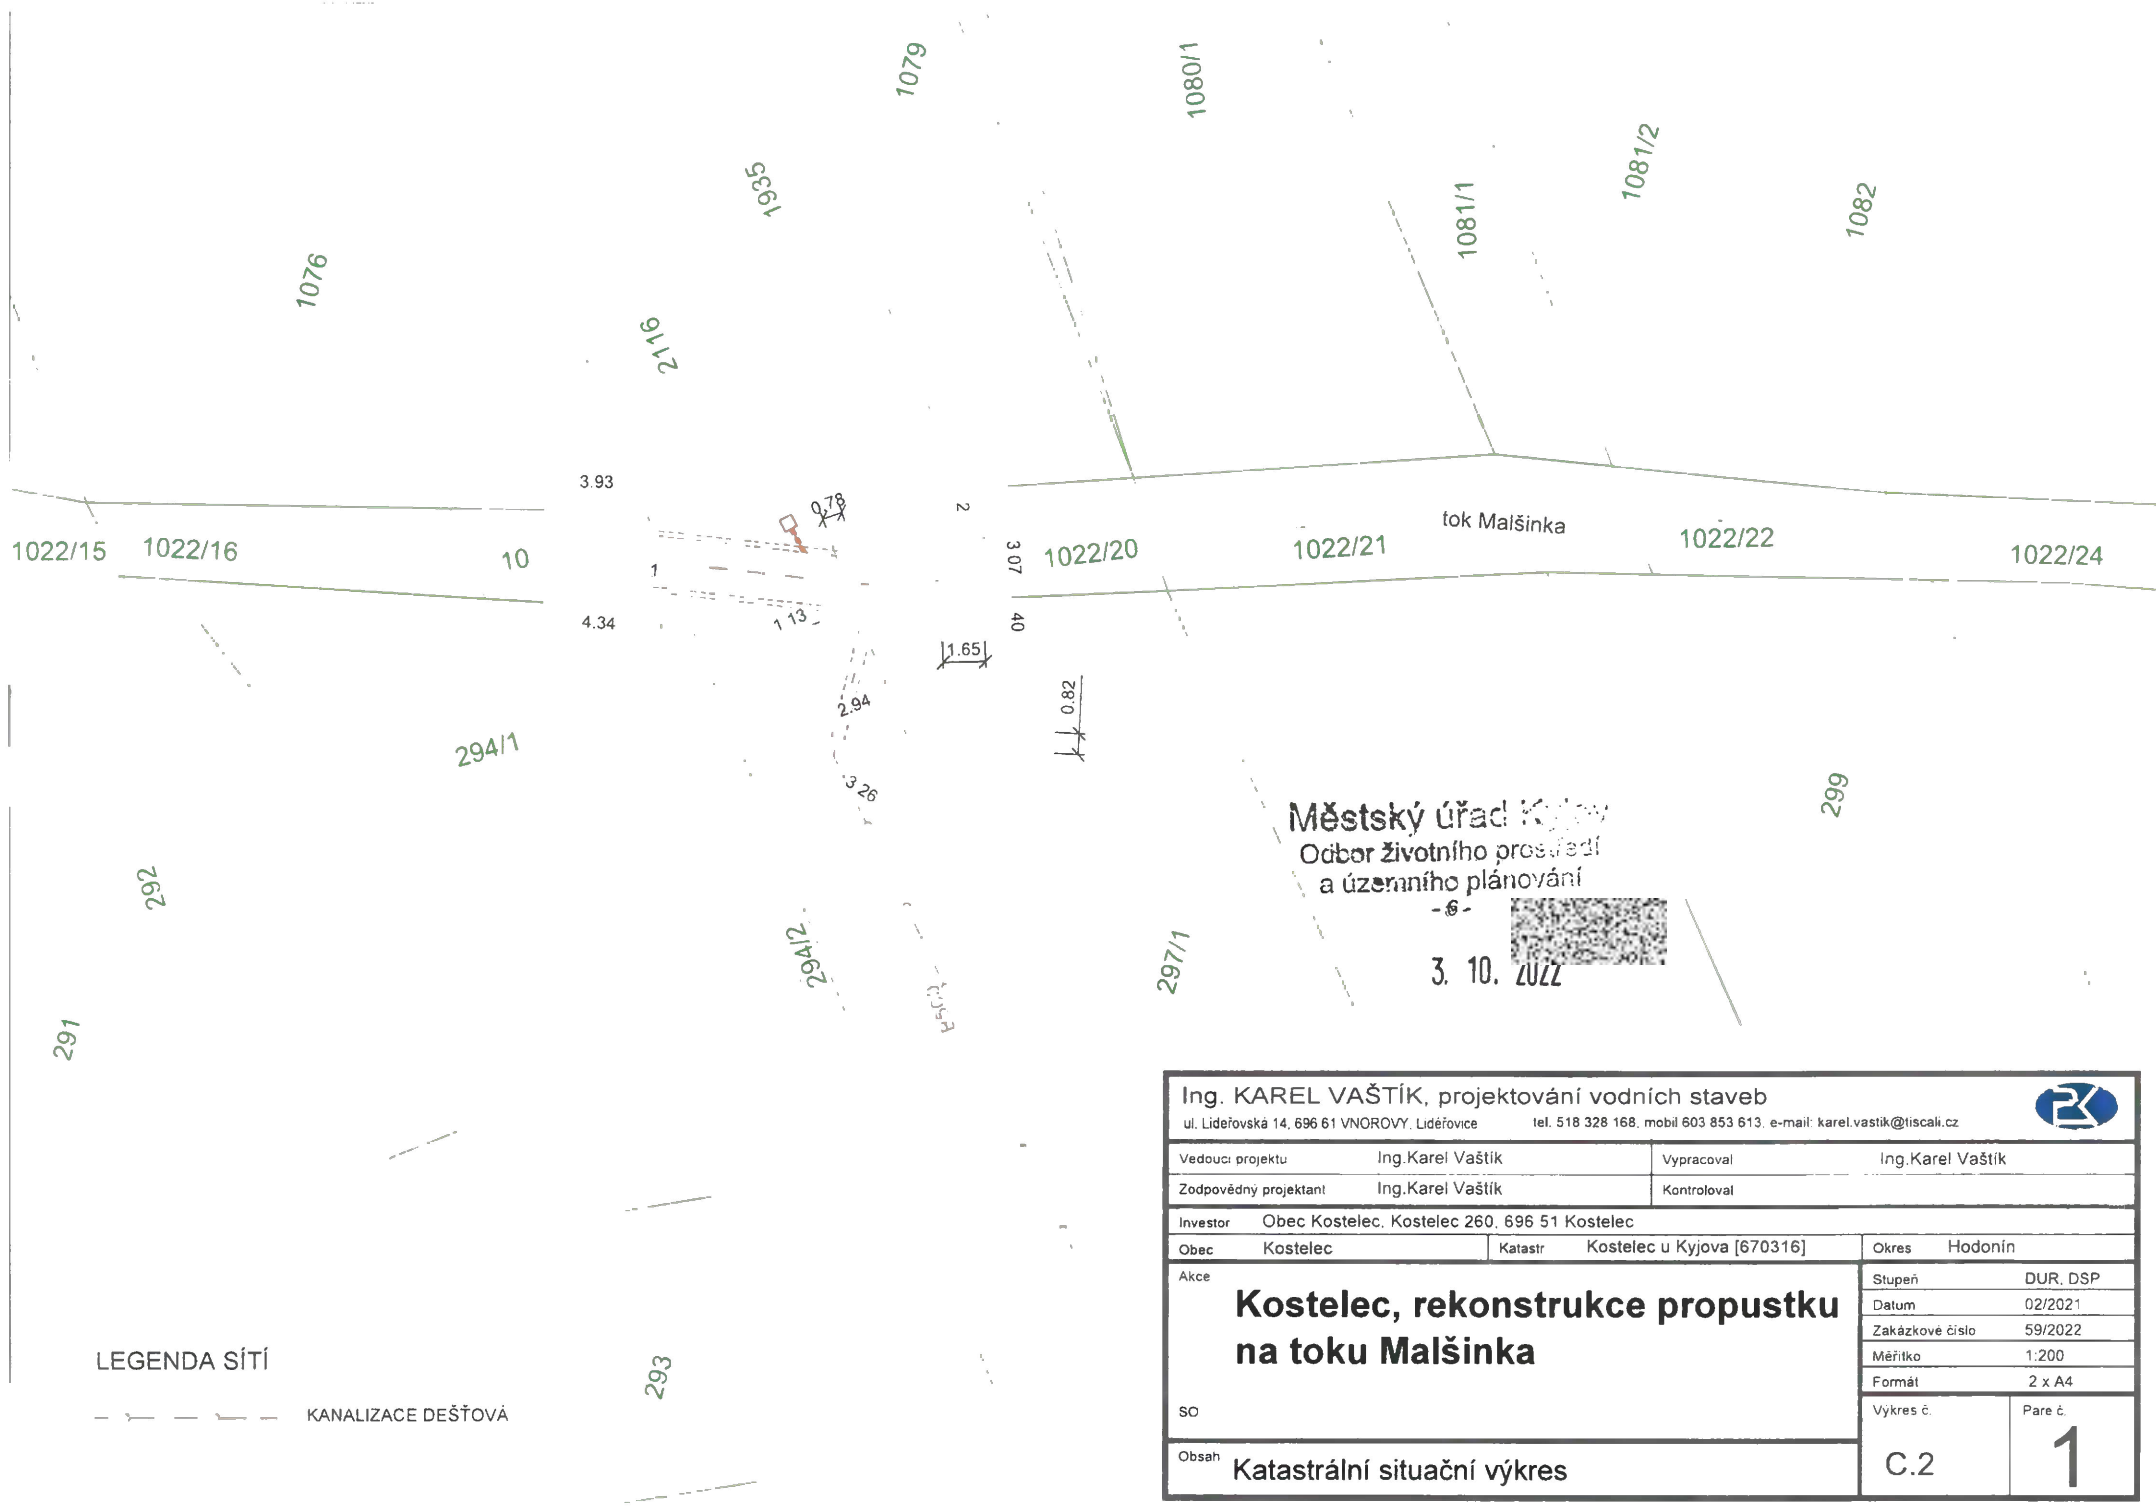 1079
1080/1
1081/2
1935
1081/1
1082
1076
2116
3.93
0.78
2
tok Malšinka
1022/15
1022/16
10
1
3 07
1022/20
1022/21
1022/22
1022/24
4.34
1 13
40
1.65
0.82
2.94
294/1
3 26
299
292
294/2
297/1
291
293
Městský úřad Kyjov
Odbor životního prostředí
a územního plánování
- 6 -
3. 10. 2022
LEGENDA SÍTÍ
KANALIZACE DEŠŤOVÁ
Ing. KAREL VAŠTÍK, projektování vodních staveb
ul. Lideřovská 14, 696 61 VNOROVY, Lidéřovice tel. 518 328 168, mobil 603 853 613, e-mail: karel.vastik@tiscali.cz
Vedoucí projektu Ing.Karel Vaštík Vypracoval Ing.Karel Vaštík
Zodpovědný projektant Ing.Karel Vaštík Kontroloval
Investor Obec Kostelec, Kostelec 260, 696 51 Kostelec
Obec Kostelec Katastr Kostelec u Kyjova [670316] Okres Hodonín
Akce
Kostelec, rekonstrukce propustku
na toku Malšinka
SO
Obsah Katastrální situační výkres
Stupeň DUR, DSP
Datum 02/2021
Zakázkové číslo 59/2022
Měřítko 1:200
Formát 2 x A4
Výkres č. Pare č.
C.2 1